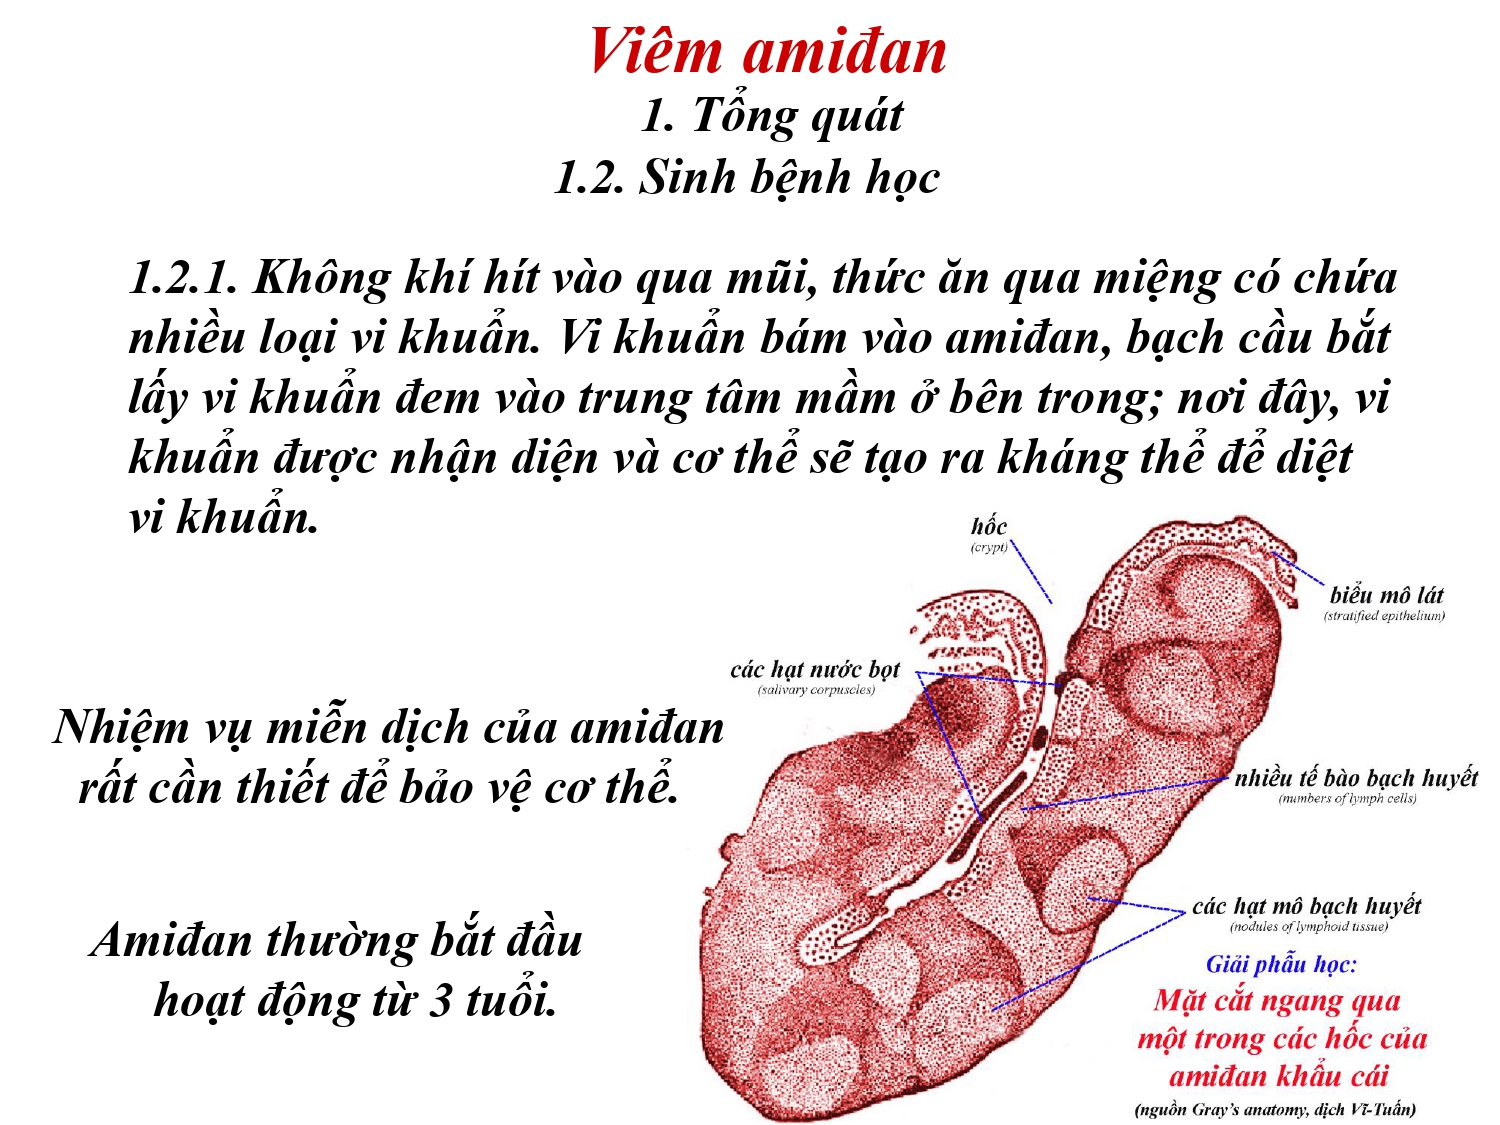 Viêm amiđan
1. Tổng quát
1.2. Sinh bệnh học
1.2.1. Không khí hít vào qua mũi, thức ăn qua miệng có chứa
nhiều loại vi khuẩn. Vi khuẩn bám vào amiđan, bạch cầu bắt
lấy vi khuẩn đem vào trung tâm mầm ở bên trong; nơi đây, vi
khuẩn được nhận diện và cơ thể sẽ tạo ra kháng thể để diệt
vi khuẩn.
hốc
(crypt)
biểu mô lát
(stratified epithelium)
các hạt nước bọt
(salivary corpuscles)
Nhiệm vụ miễn dịch của amiđan
rất cần thiết để bảo vệ cơ thể.
nhiều tế bào bạch huyết
(numbers of lymph cells)
các hạt mô bạch huyết
(nodules of lymphoid tissue)
Amiđan thường bắt đầu
hoạt động từ 3 tuổi.
Giải phẫu học:
Mặt cắt ngang qua
một trong các hốc của
amiđan khẩu cái
(nguồn Gray’s anatomy, dịch Vĩ-Tuấn)